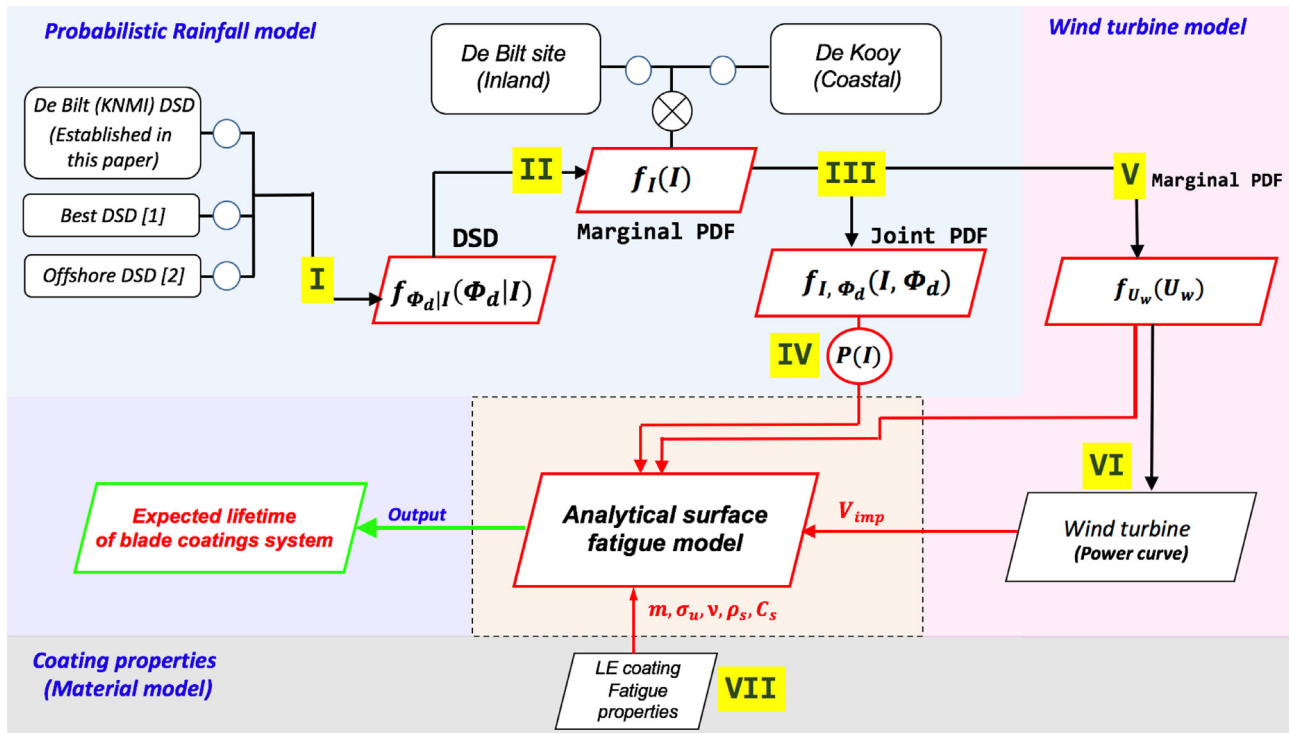 Probabilistic Rainfall model
Wind turbine model
De Bilt site
(Inland)
De Kooy
(Coastal)
De Bilt (KNMI) DSD
(Established in
this paper)
Best DSD [1]
Offshore DSD [2]
I
DSD
f_{Φ_d|I}(Φ_d|I)
II
f_I(I)
Marginal PDF
III
Joint PDF
f_{I, Φ_d}(I, Φ_d)
IV
P(I)
V
Marginal PDF
f_{U_w}(U_w)
VI
Wind turbine
(Power curve)
V_{imp}
Analytical surface
fatigue model
Output
Expected lifetime
of blade coatings system
m, σ_u, ν, ρ_s, C_s
Coating properties
(Material model)
LE coating
Fatigue
properties
VII